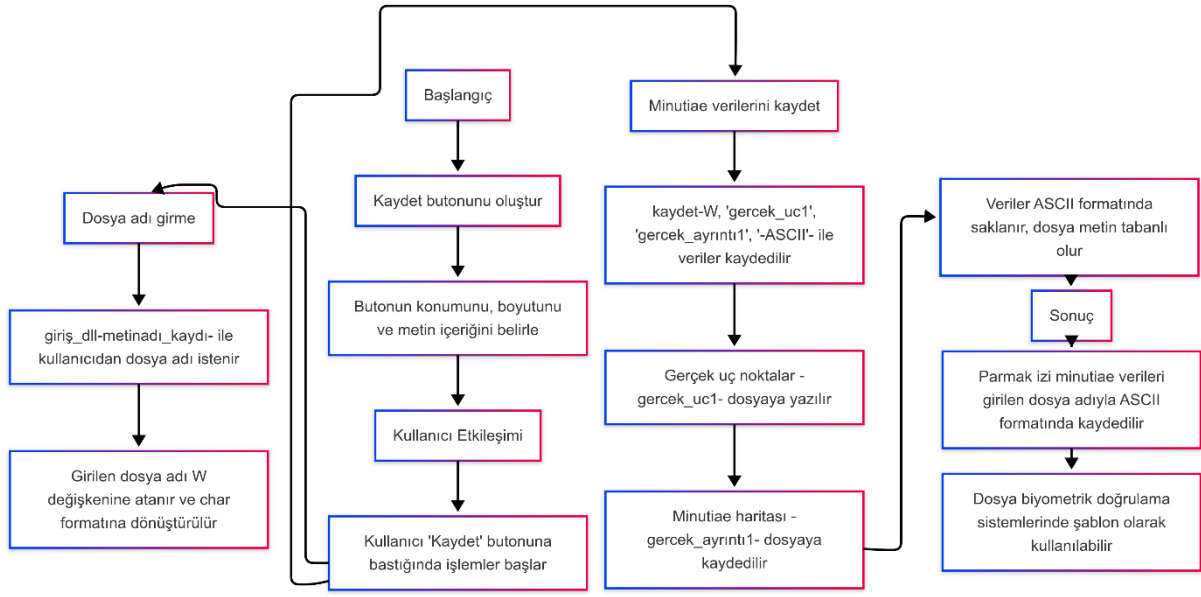 Başlangıç
Kaydet butonunu oluştur
Butonun konumunu, boyutunu
ve metin içeriğini belirle
Kullanıcı Etkileşimi
Kullanıcı 'Kaydet' butonuna
bastığında işlemler başlar
Dosya adı girme
giriş_dll-metinadı_kaydı- ile
kullanıcıdan dosya adı istenir
Girilen dosya adı W
değişkenine atanır ve char
formatına dönüştürülür
Minutiae verilerini kaydet
kaydet-W, 'gercek_uc1',
'gercek_ayrıntı1', '-ASCII'- ile
veriler kaydedilir
Gerçek uç noktalar -
gercek_uc1- dosyaya yazılır
Minutiae haritası -
gercek_ayrıntı1- dosyaya
kaydedilir
Veriler ASCII formatında
saklanır, dosya metin tabanlı
olur
Sonuç
Parmak izi minutiae verileri
girilen dosya adıyla ASCII
formatında kaydedilir
Dosya biyometrik doğrulama
sistemlerinde şablon olarak
kullanılabilir